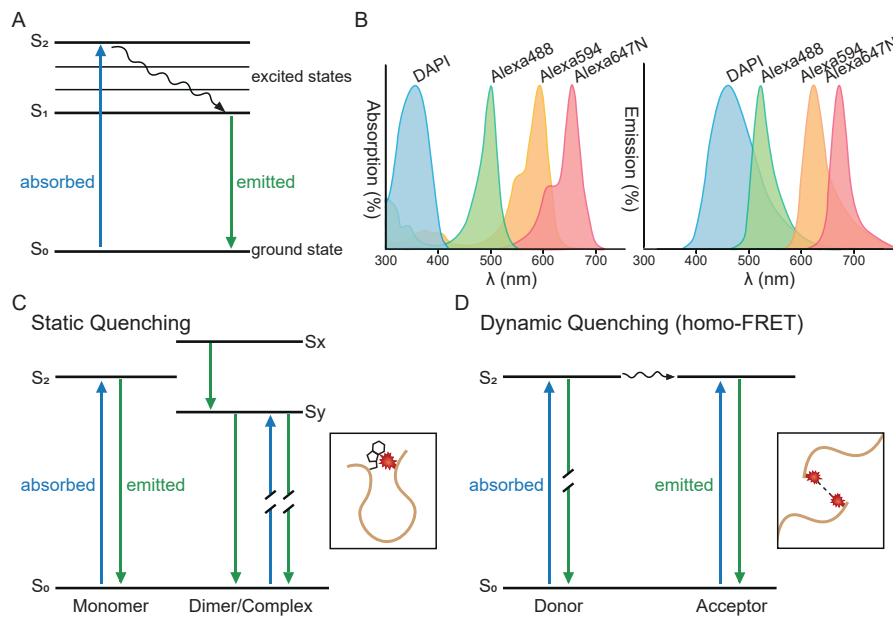 A
S₂
excited states
S₁
absorbed
emitted
S₀
ground state
B
DAPI
Alexa488
Alexa594
Alexa647N
Absorption (%)
300 400 500 600 700
λ (nm)
DAPI
Alexa488
Alexa594
Alexa647N
Emission (%)
300 500 600 700
λ (nm)
C
Static Quenching
Sx
S₂
Sy
absorbed
emitted
S₀
Monomer
Dimer/Complex
D
Dynamic Quenching (homo-FRET)
S₂
absorbed
emitted
S₀
Donor
Acceptor